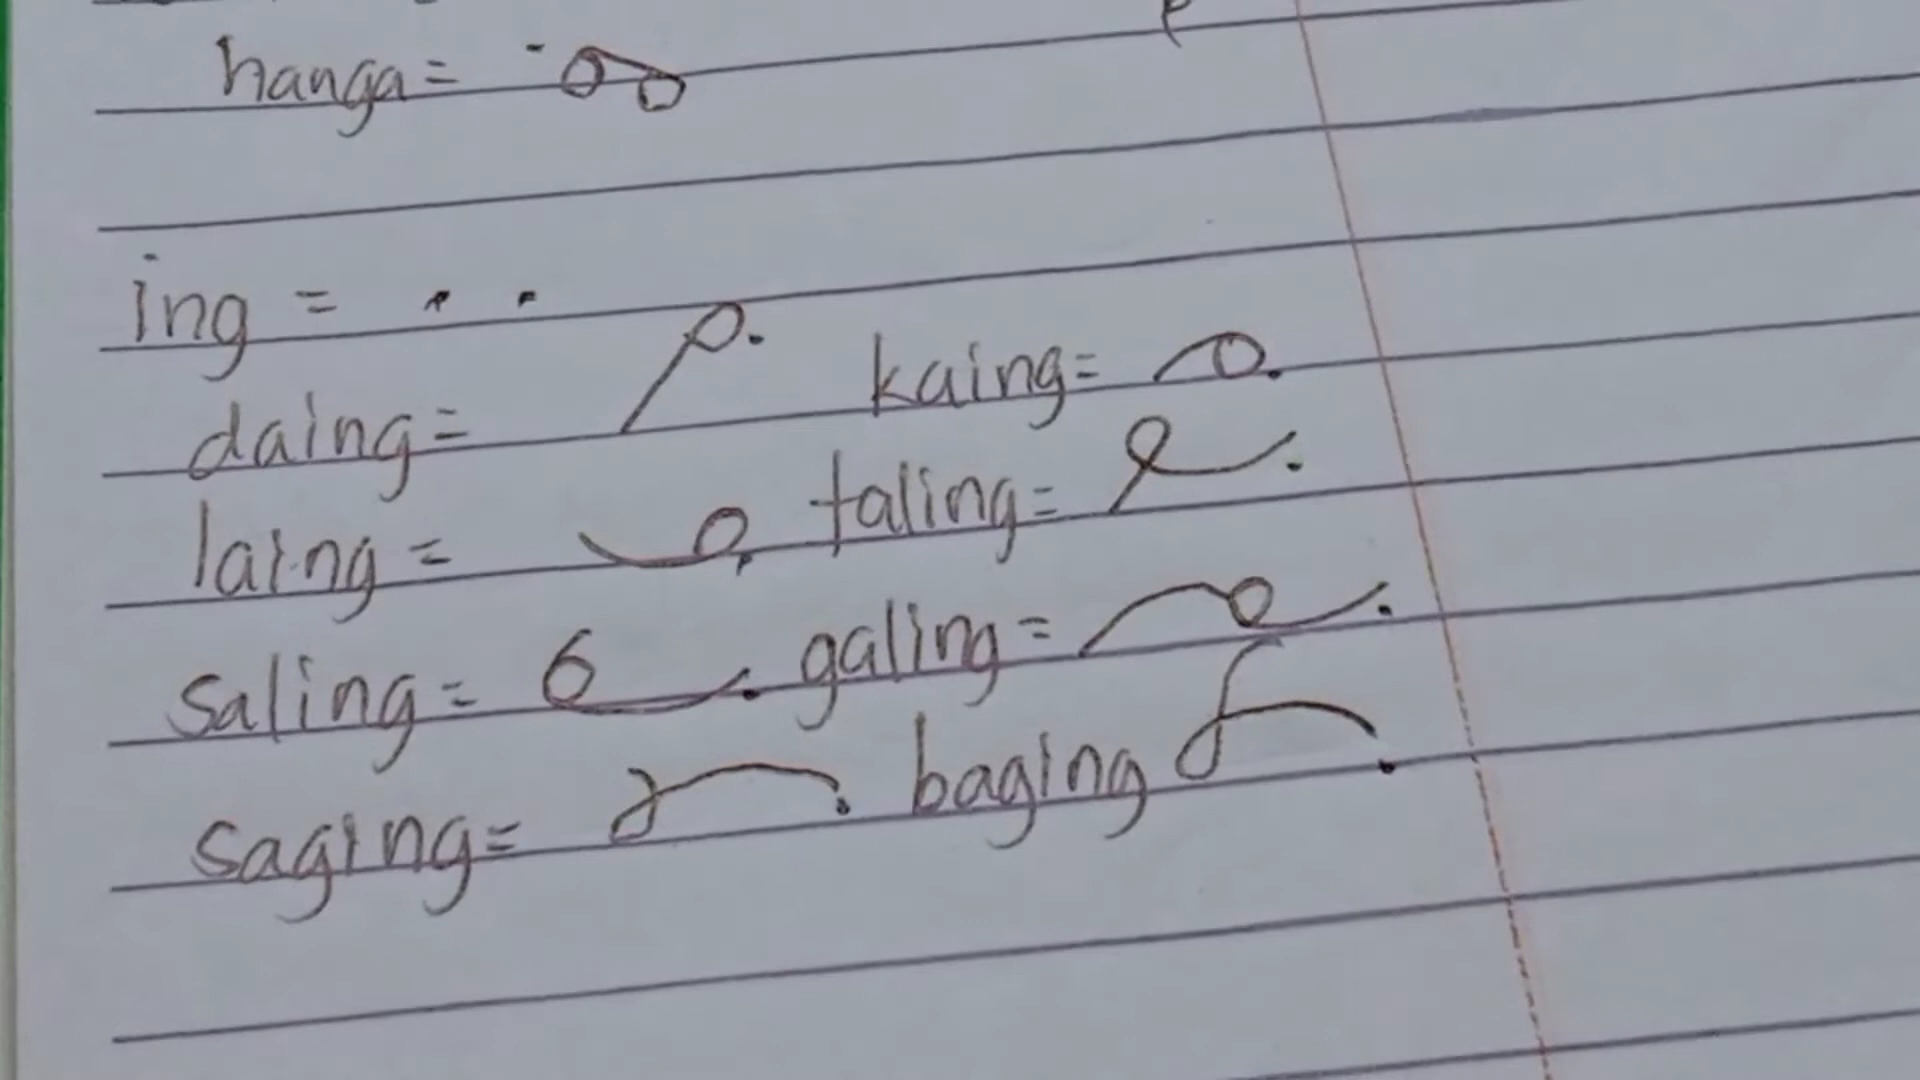 hanga =
ing = . .
daing = kaing =
laing = taling =
saling = galing =
saging = baging